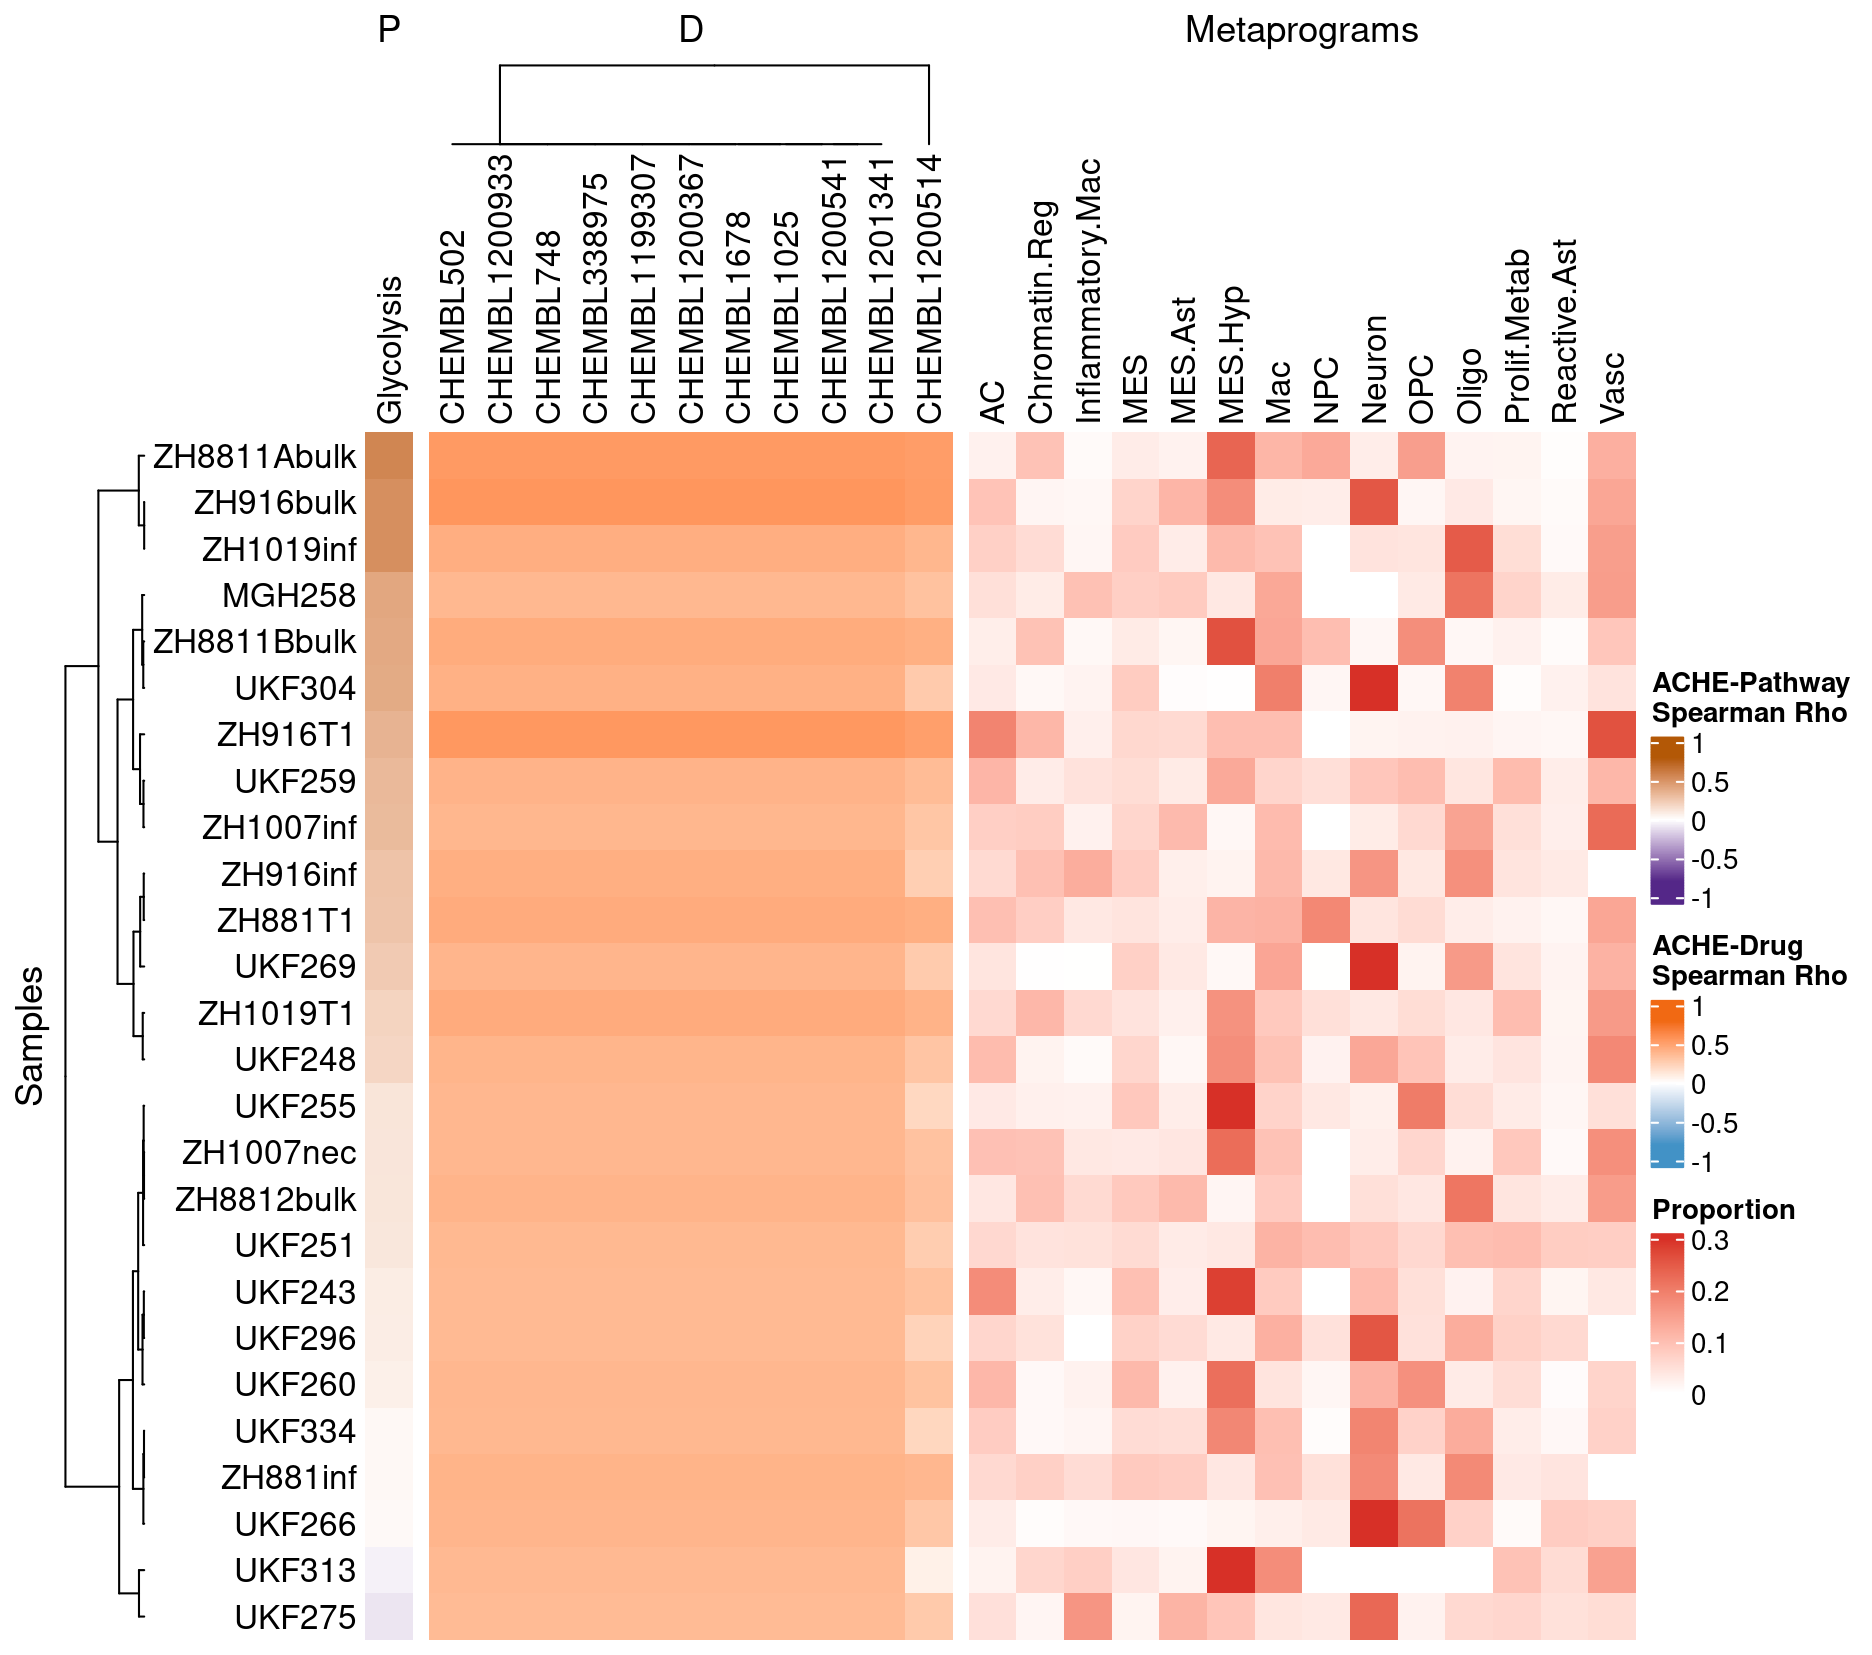 P
D
Metaprograms
Glycolysis
CHEMBL502
CHEMBL1200933
CHEMBL748
CHEMBL338975
CHEMBL1199307
CHEMBL1200367
CHEMBL1678
CHEMBL1025
CHEMBL1200541
CHEMBL1201341
CHEMBL1200514
AC
Chromatin.Reg
Inflammatory.Mac
MES
MES.Ast
MES.Hyp
Mac
NPC
Neuron
OPC
Oligo
Prolif.Metab
Reactive.Ast
Vasc
Samples
ZH8811Abulk
ZH916bulk
ZH1019inf
MGH258
ZH8811Bbulk
UKF304
ZH916T1
UKF259
ZH1007inf
ZH916inf
ZH881T1
UKF269
ZH1019T1
UKF248
UKF255
ZH1007nec
ZH8812bulk
UKF251
UKF243
UKF296
UKF260
UKF334
ZH881inf
UKF266
UKF313
UKF275
ACHE-Pathway
Spearman Rho
1
0.5
0
-0.5
-1
ACHE-Drug
Spearman Rho
1
0.5
0
-0.5
-1
Proportion
0.3
0.2
0.1
0